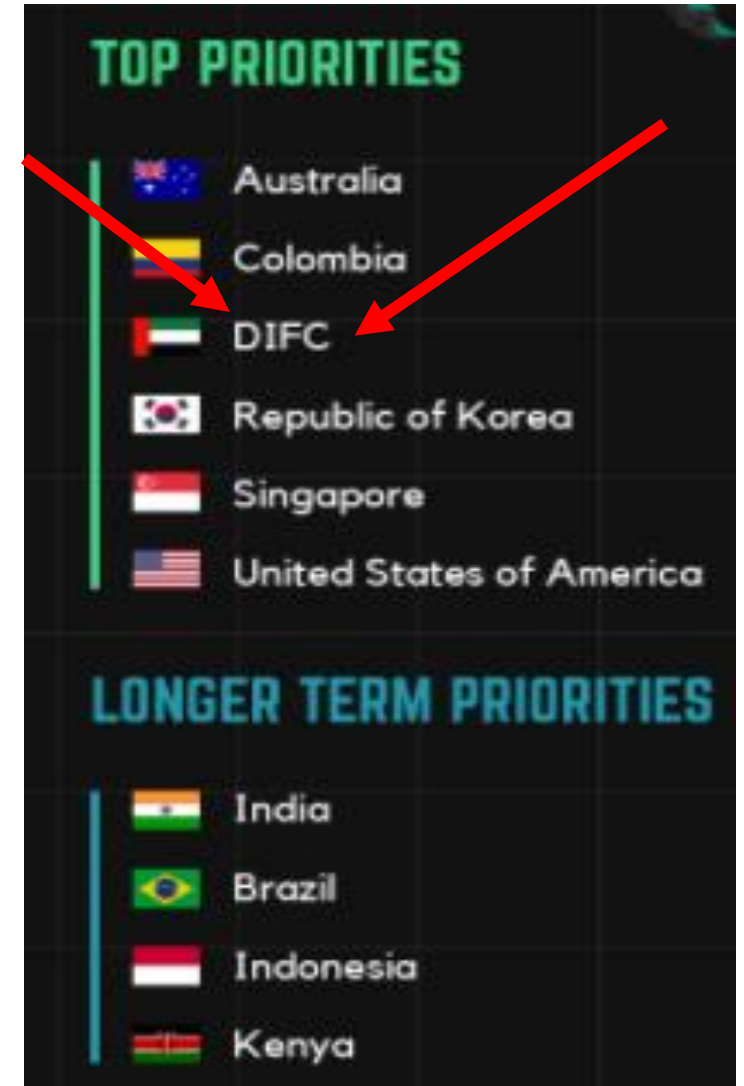 TOP PRIORITIES
Australia
Colombia
DIFC
Republic of Korea
Singapore
United States of America
LONGER TERM PRIORITIES
India
Brazil
Indonesia
Kenya